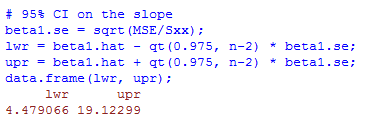 # 95% CI on the slope
beta1.se = sqrt(MSE/Sxx);
lwr = beta1.hat - qt(0.975, n-2) * beta1.se;
upr = beta1.hat + qt(0.975, n-2) * beta1.se;
data.frame(lwr, upr);
lwr upr
4.479066 19.12299